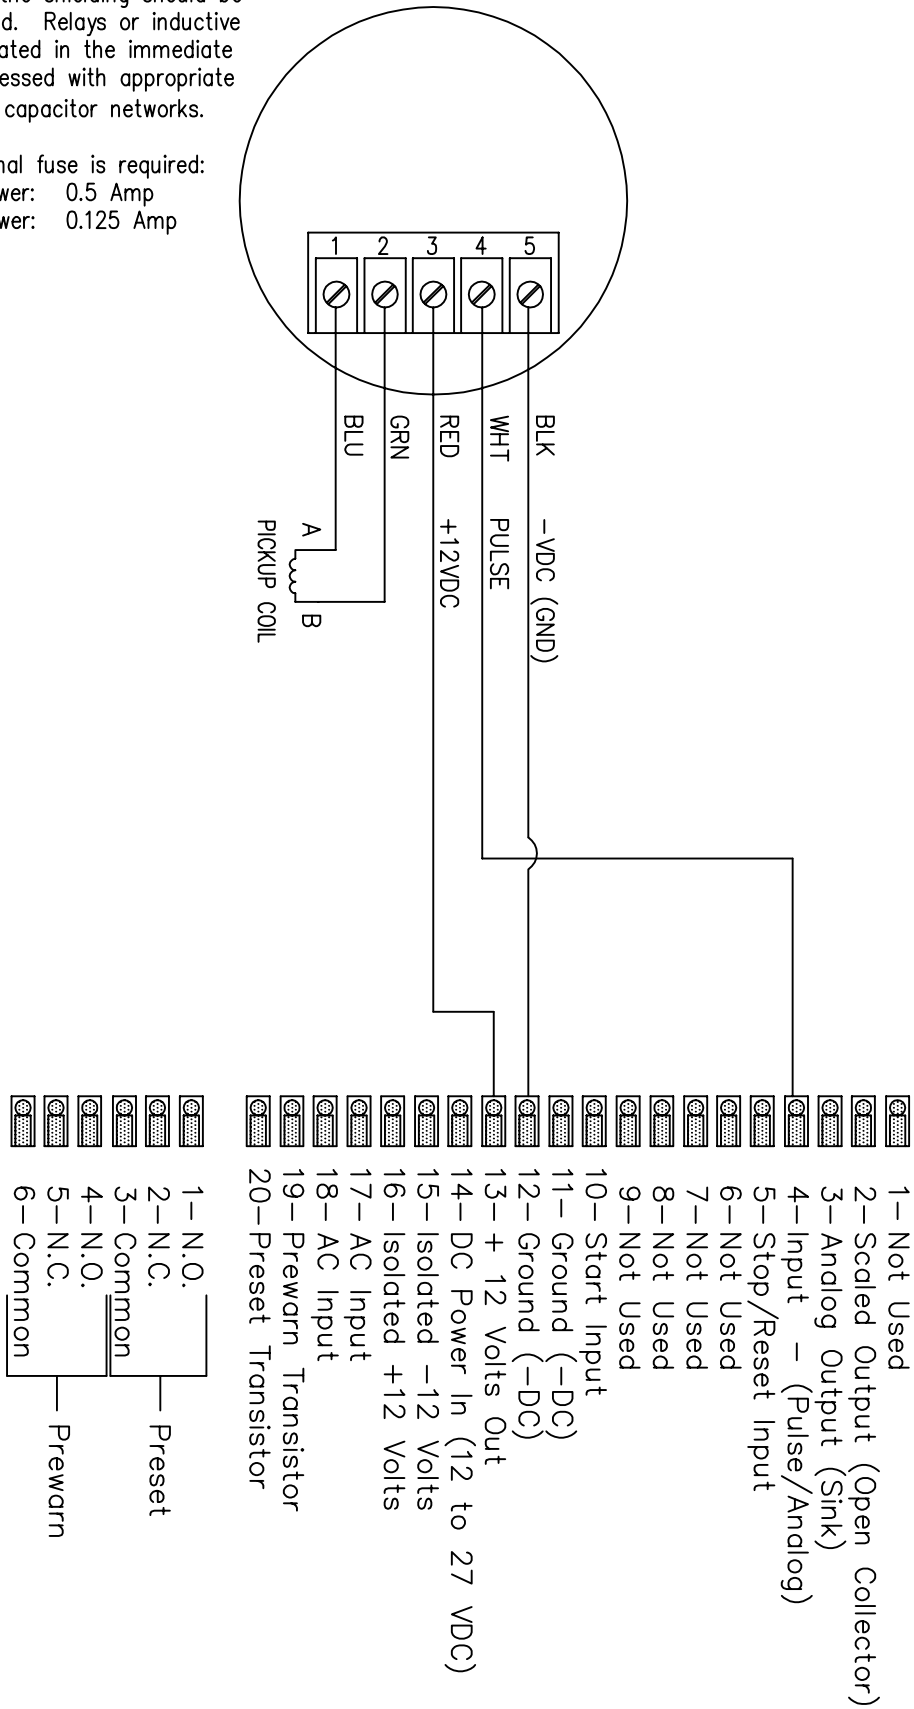 the shielding should be
d. Relays or inductive
ated in the immediate
essed with appropriate
capacitor networks.
nal fuse is required:
wer: 0.5 Amp
wer: 0.125 Amp
1 2 3 4 5
BLU
GRN
RED
WHT
BLK
A
B
PICKUP COIL
+12VDC
PULSE
-VDC (GND)
1-Not Used
2-Scaled Output (Open Collector)
3-Analog Output (Sink)
4-Input - (Pulse/Analog)
5-Stop/Reset Input
6-Not Used
7-Not Used
8-Not Used
9-Not Used
10-Start Input
11- Ground (-DC)
12-Ground (-DC)
13- + 12 Volts Out
14-DC Power In (12 to 27 VDC)
15- Isolated -12 Volts
16-Isolated +12 Volts
17-AC Input
18-AC Input
19-Prewarn Transistor
20-Preset Transistor
1-N.O.
2-N.C.
3-Common
4-N.O.
5-N.C.
6-Common
Preset
Prewarn